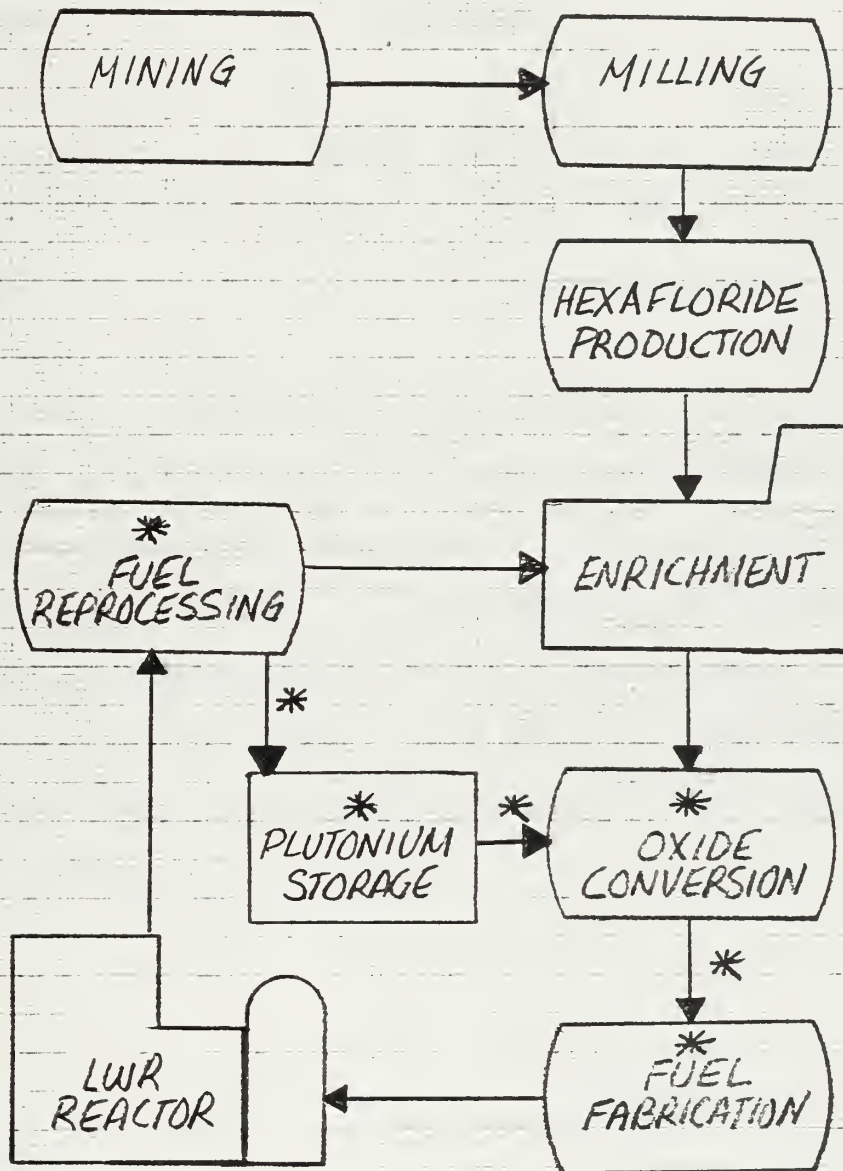 MINING
MILLING
HEXAFLORIDE
PRODUCTION
*
FUEL
REPROCESSING
ENRICHMENT
*
*
PLUTONIUM
STORAGE
*
*
OXIDE
CONVERSION
*
LWR
REACTOR
*
FUEL
FABRICATION